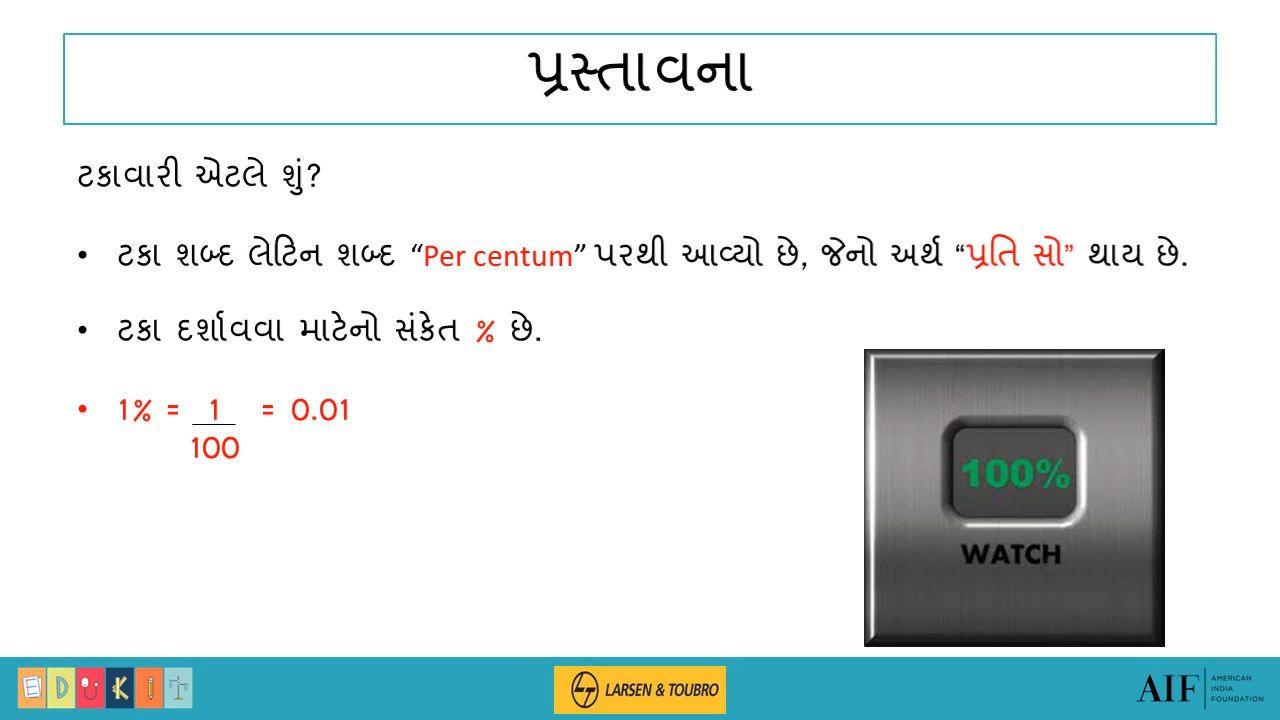 પ્રસ્તાવના
ટકાવારી એટલે શું?
• ટકા શબ્દ લેટિન શબ્દ “Per centum” પરથી આવ્યો છે, જેનો અર્થ “પ્રતિ સો” થાય છે.
• ટકા દર્શાવવા માટેનો સંકેત % છે.
• 1% = 1 = 0.01
100
100%
WATCH
EDUKIT
LARSEN & TOUBRO
AIF AMERICAN
INDIA
FOUNDATION